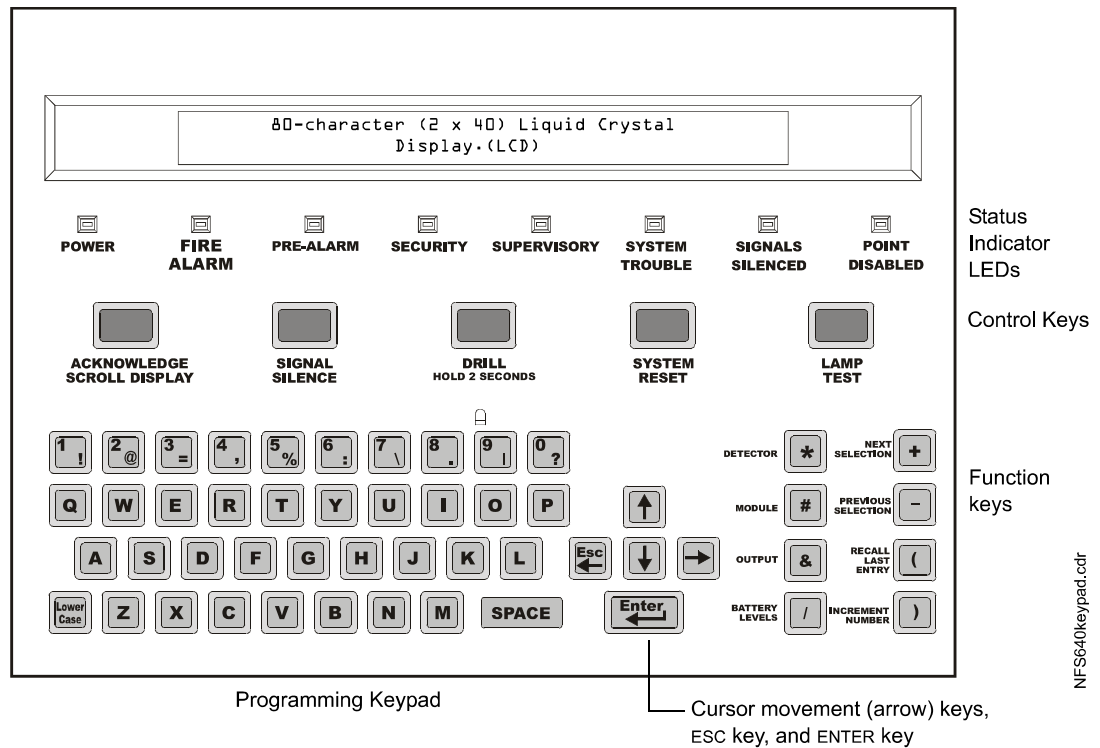 80-character (2 x 40) Liquid Crystal
Display.(LCD)
POWER
FIRE
ALARM
PRE-ALARM
SECURITY
SUPERVISORY
SYSTEM
TROUBLE
SIGNALS
SILENCED
POINT
DISABLED
Status
Indicator
LEDs
ACKNOWLEDGE
SCROLL DISPLAY
SIGNAL
SILENCE
DRILL
HOLD 2 SECONDS
SYSTEM
RESET
LAMP
TEST
Control Keys
1 ! 2 @ 3 = 4 , 5 % 6 : 7 \ 8 . 9 | 0 ?
Q W E R T Y U I O P
A S D F G H J K L
Lower
Case
Z X C V B N M SPACE
Esc
Enter
DETECTOR *
NEXT
SELECTION +
MODULE #
PREVIOUS
SELECTION −
OUTPUT &
RECALL
LAST
ENTRY (
BATTERY
LEVELS /
INCREMENT
NUMBER )
Function
keys
NFS640keypad.cdr
Programming Keypad
Cursor movement (arrow) keys,
ESC key, and ENTER key